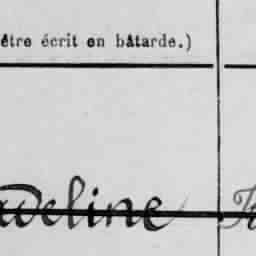 être écrit en bâtarde.)
adeline